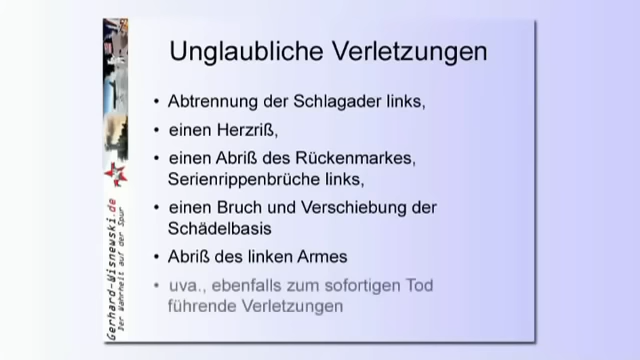 Unglaubliche Verletzungen
• Abtrennung der Schlagader links,
• einen Herzriß,
• einen Abriß des Rückenmarkes,
Serienrippenbrüche links,
• einen Bruch und Verschiebung der
Schädelbasis
• Abriß des linken Armes
• uva., ebenfalls zum sofortigen Tod
führende Verletzungen
Gerhard-Wisnewski.de
Der Wahrheit auf der Spur